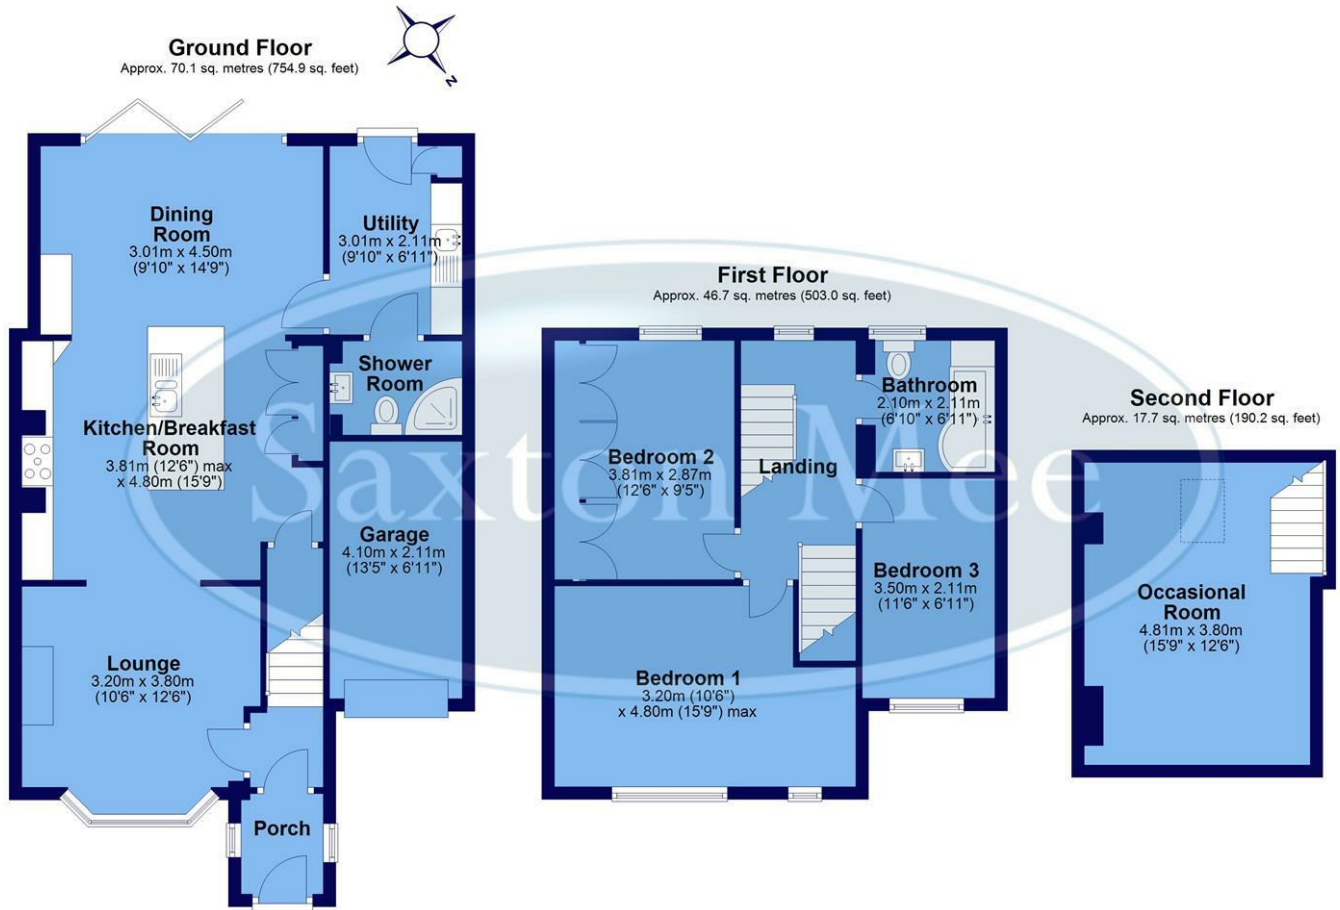 Ground Floor
Approx. 70.1 sq. metres (754.9 sq. feet)
N
Dining
Room
3.01m x 4.50m
(9'10" x 14'9")
Utility
3.01m x 2.11m
(9'10" x 6'11")
Shower
Room
Kitchen/Breakfast
Room
3.81m (12'6") max
x 4.80m (15'9")
Garage
4.10m x 2.11m
(13'5" x 6'11")
Lounge
3.20m x 3.80m
(10'6" x 12'6")
Porch
First Floor
Approx. 46.7 sq. metres (503.0 sq. feet)
Bathroom
2.10m x 2.11m
(6'10" x 6'11")
Bedroom 2
3.81m x 2.87m
(12'6" x 9'5")
Landing
Bedroom 3
3.50m x 2.11m
(11'6" x 6'11")
Bedroom 1
3.20m (10'6")
x 4.80m (15'9") max
Second Floor
Approx. 17.7 sq. metres (190.2 sq. feet)
Occasional
Room
4.81m x 3.80m
(15'9" x 12'6")
Saxton Mee